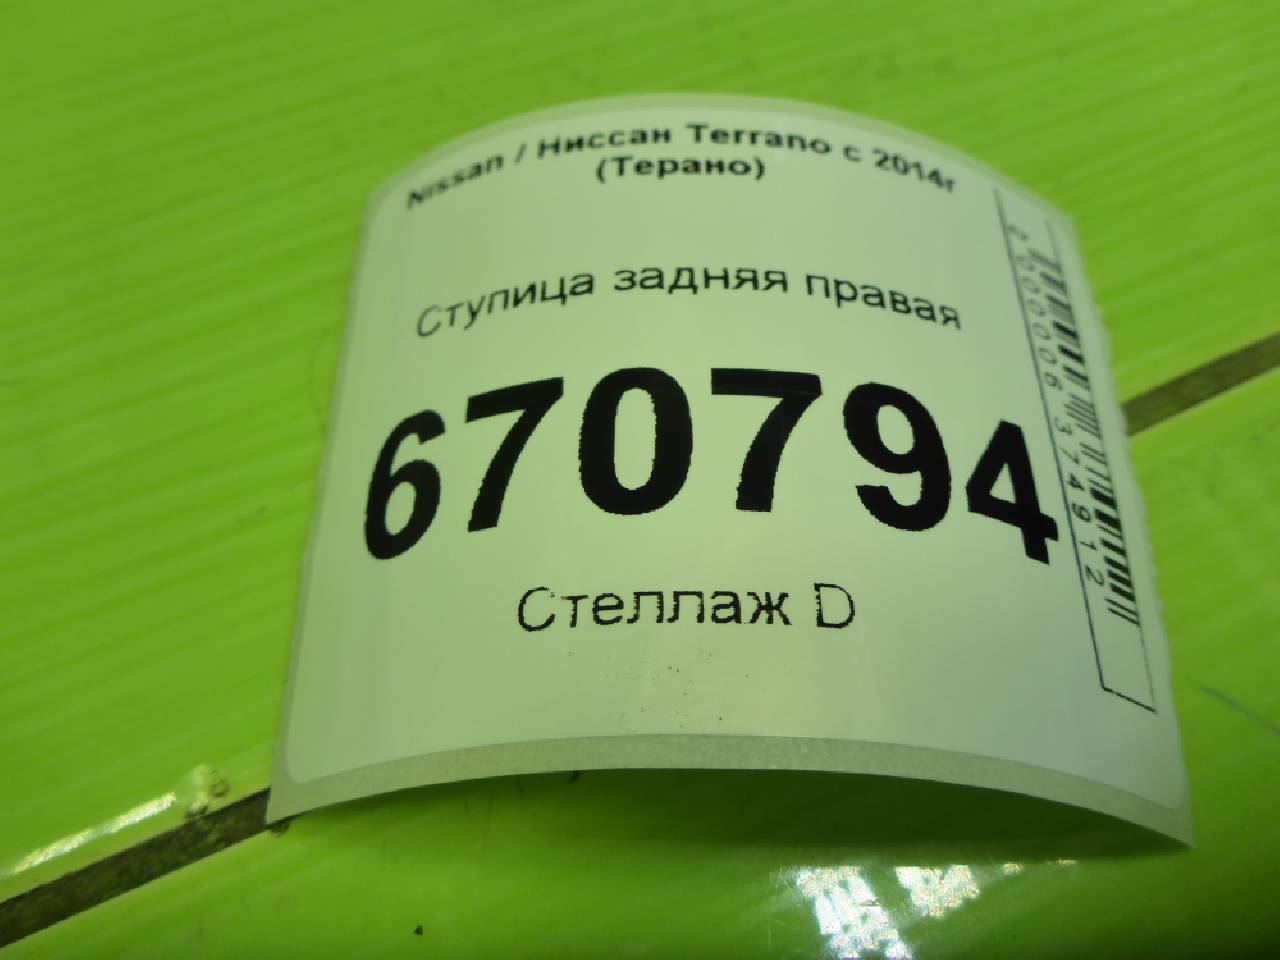 Nissan / Ниссан Terrano с 2014г
(Терано)
Ступица задняя правая
670794
Стеллаж D
2000006374912